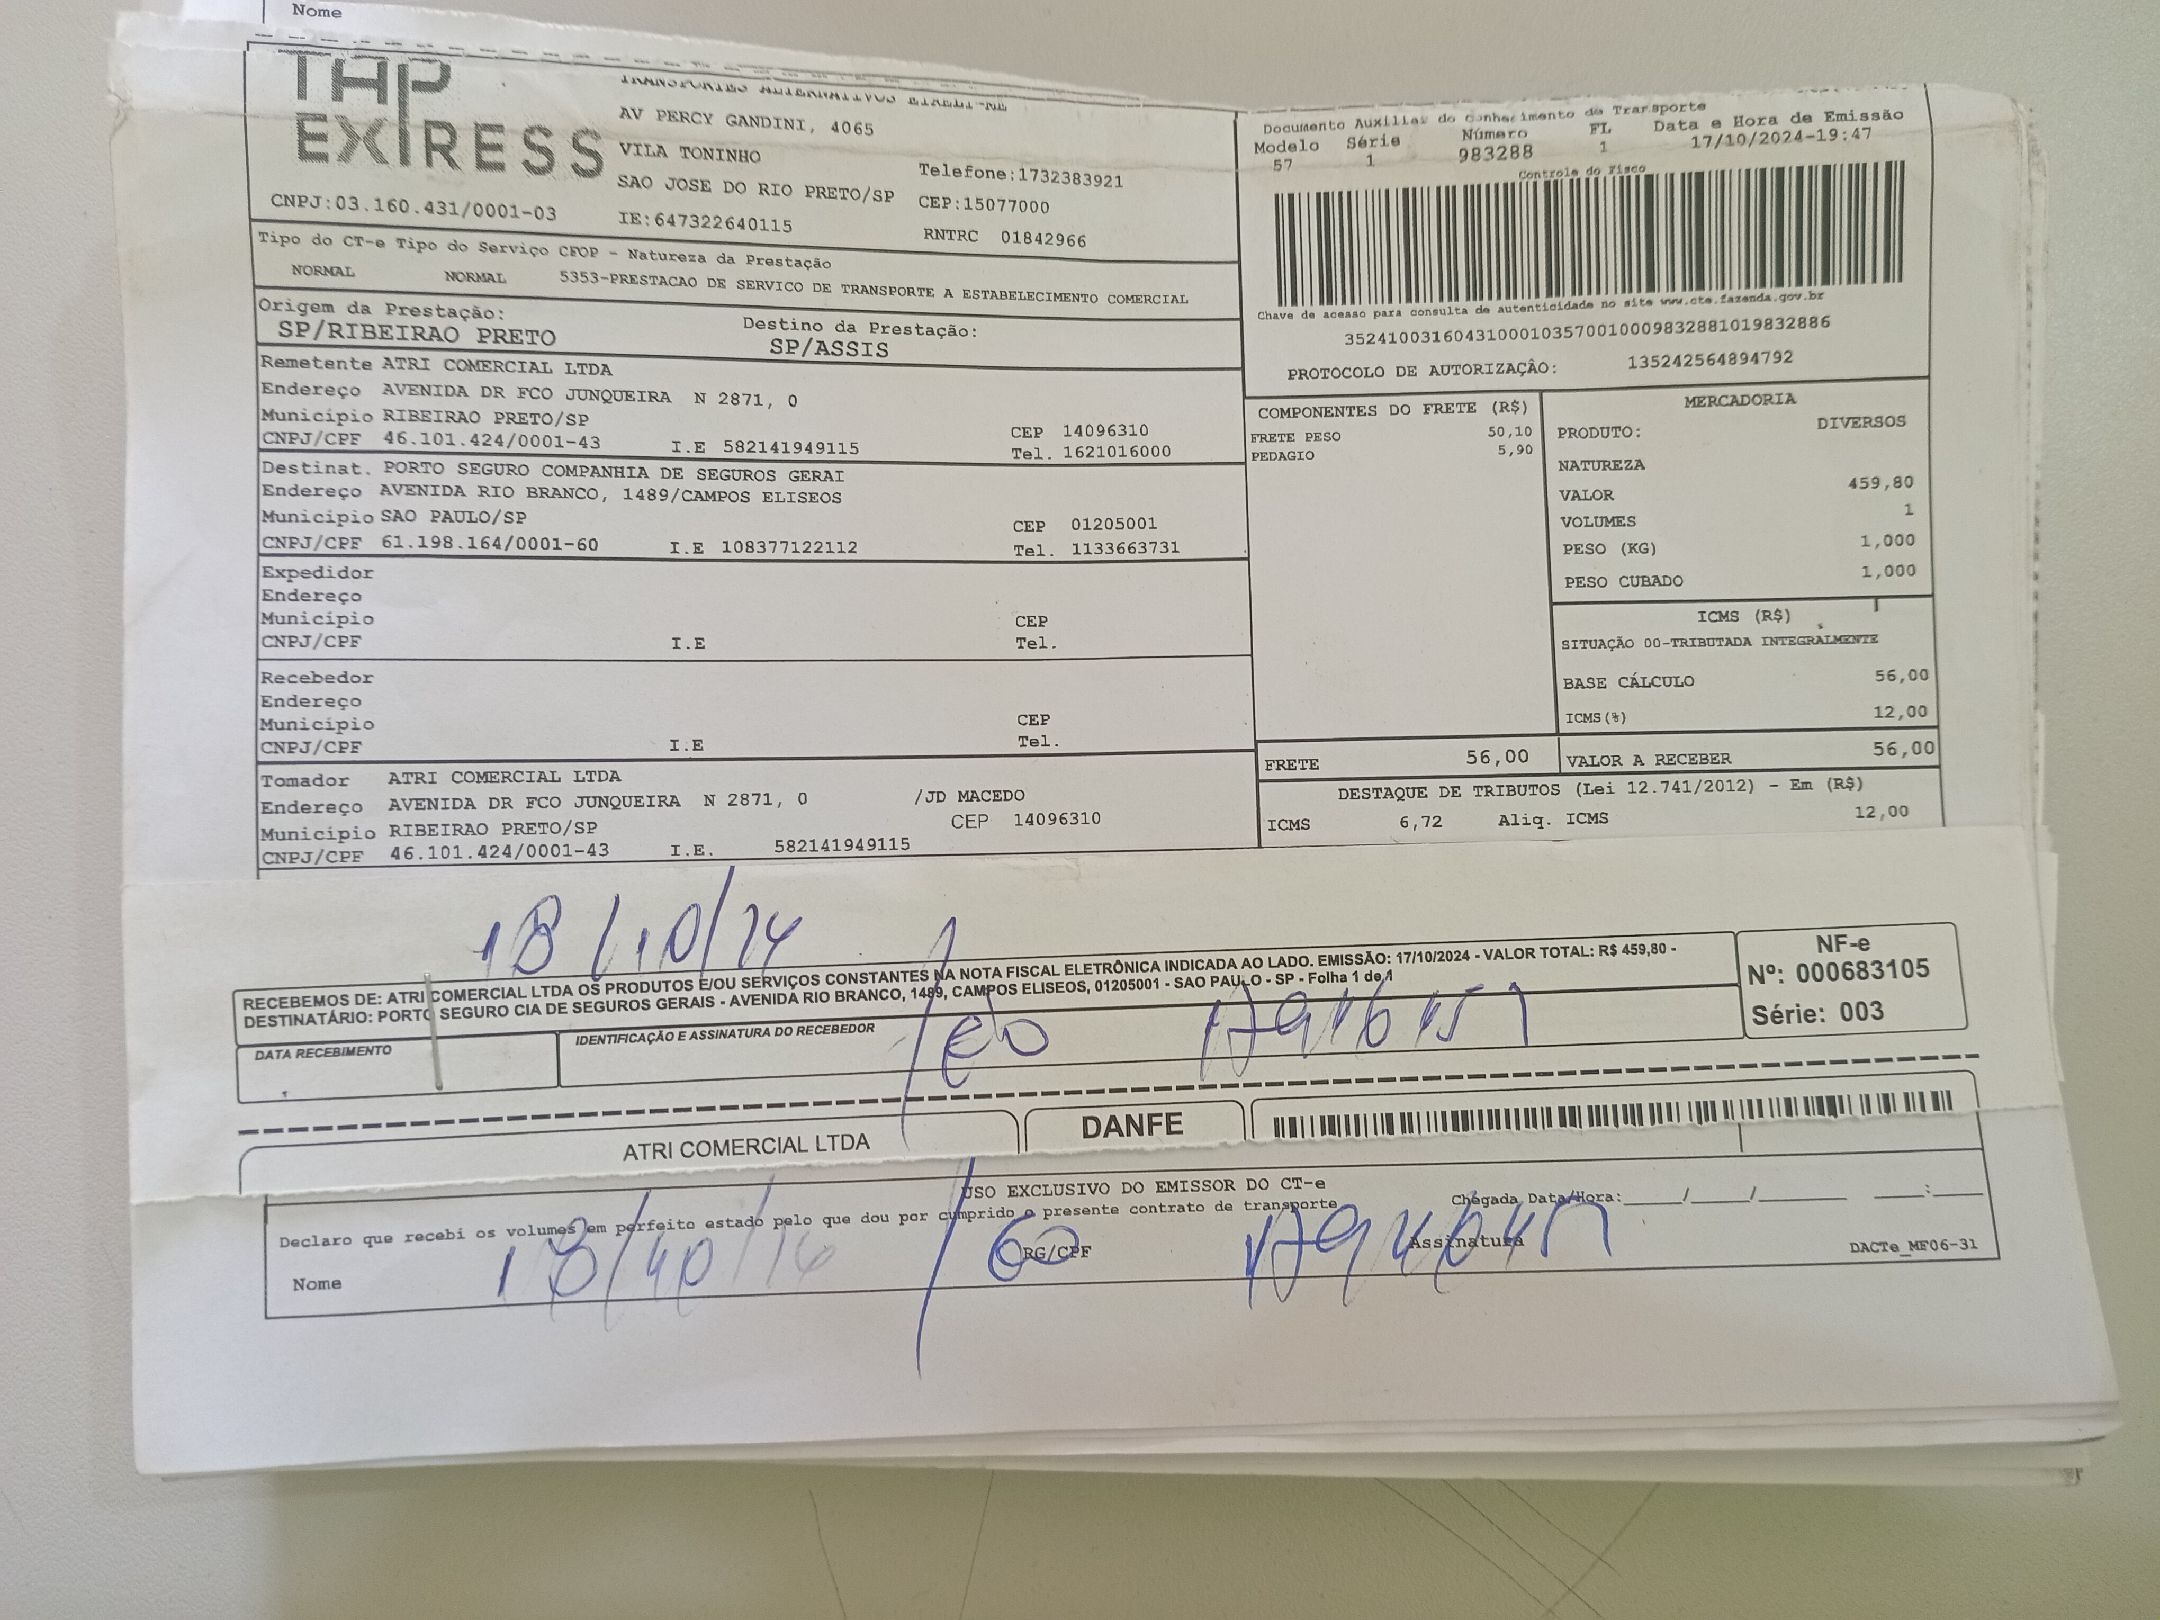 Nome
TAP
EXPRESS
TRANSPORTES ALTERNATIVOS EIRELI-ME
AV PERCY GANDINI, 4065
VILA TONINHO
SAO JOSE DO RIO PRETO/SP
Telefone:1732383921
CEP:15077000
CNPJ:03.160.431/0001-03
IE:647322640115
RNTRC 01842966
Documento Auxiliar do Conhecimento de Transporte
Modelo Série Número FL Data e Hora de Emissão
57 1 983288 1 17/10/2024-19:47
Controle do Fisco
Chave de acesso para consulta de autenticidade no site www.cte.fazenda.gov.br
35241003160431000103570010009832881019832886
PROTOCOLO DE AUTORIZAÇÂO: 135242564894792
Tipo do CT-e Tipo do Serviço CFOP - Natureza da Prestação
NORMAL NORMAL 5353-PRESTACAO DE SERVICO DE TRANSPORTE A ESTABELECIMENTO COMERCIAL
Origem da Prestação: Destino da Prestação:
SP/RIBEIRAO PRETO SP/ASSIS
Remetente ATRI COMERCIAL LTDA
Endereço AVENIDA DR FCO JUNQUEIRA N 2871, 0
Município RIBEIRAO PRETO/SP CEP 14096310
CNPJ/CPF 46.101.424/0001-43 I.E 582141949115 Tel. 1621016000
Destinat. PORTO SEGURO COMPANHIA DE SEGUROS GERAI
Endereço AVENIDA RIO BRANCO, 1489/CAMPOS ELISEOS
Município SAO PAULO/SP CEP 01205001
CNPJ/CPF 61.198.164/0001-60 I.E 108377122112 Tel. 1133663731
Expedidor
Endereço
Município CEP
CNPJ/CPF I.E Tel.
Recebedor
Endereço
Município CEP
CNPJ/CPF I.E Tel.
Tomador ATRI COMERCIAL LTDA
Endereço AVENIDA DR FCO JUNQUEIRA N 2871, 0 /JD MACEDO
Município RIBEIRAO PRETO/SP CEP 14096310
CNPJ/CPF 46.101.424/0001-43 I.E. 582141949115
COMPONENTES DO FRETE (R$)
FRETE PESO 50,10
PEDAGIO 5,90
MERCADORIA
PRODUTO: DIVERSOS
NATUREZA
VALOR 459,80
VOLUMES 1
PESO (KG) 1,000
PESO CUBADO 1,000
ICMS (R$)
SITUAÇÃO 00-TRIBUTADA INTEGRALMENTE
BASE CÁLCULO 56,00
ICMS(%) 12,00
FRETE 56,00 VALOR A RECEBER 56,00
DESTAQUE DE TRIBUTOS (Lei 12.741/2012) - Em (R$)
ICMS 6,72 Aliq. ICMS 12,00
18/10/24
RECEBEMOS DE: ATRI COMERCIAL LTDA OS PRODUTOS E/OU SERVIÇOS CONSTANTES NA NOTA FISCAL ELETRÔNICA INDICADA AO LADO. EMISSÃO: 17/10/2024 - VALOR TOTAL: R$ 459,80 -
DESTINATÁRIO: PORTO SEGURO CIA DE SEGUROS GERAIS - AVENIDA RIO BRANCO, 1489, CAMPOS ELISEOS, 01205001 - SAO PAULO - SP - Folha 1 de 1
NF-e
Nº: 000683105
Série: 003
DATA RECEBIMENTO
IDENTIFICAÇÃO E ASSINATURA DO RECEBEDOR
ATRI COMERCIAL LTDA
DANFE
USO EXCLUSIVO DO EMISSOR DO CT-e
Declaro que recebi os volumes em perfeito estado pelo que dou por cumprido o presente contrato de transporte
Chegada Data/Hora:_____/_____/_______ ____:____
Nome
RG/CPF
Assinatura
DACTe_MF06-31